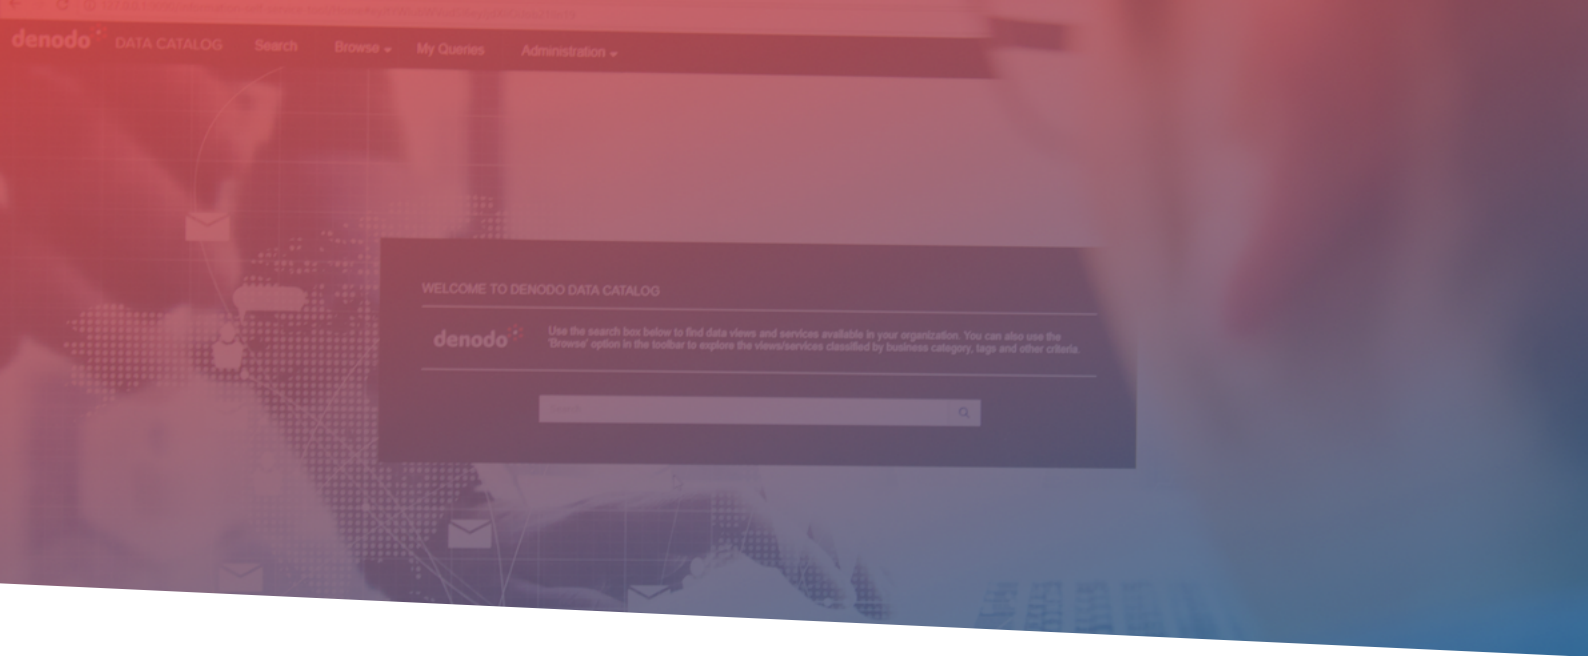 denodo DATA CATALOG Search Browse My Queries Administration
WELCOME TO DENODO DATA CATALOG
denodo
Use the search box below to find data views and services available in your organization. You can also use the
'Browse' option in the toolbar to explore the views/services classified by business category, tags and other criteria.